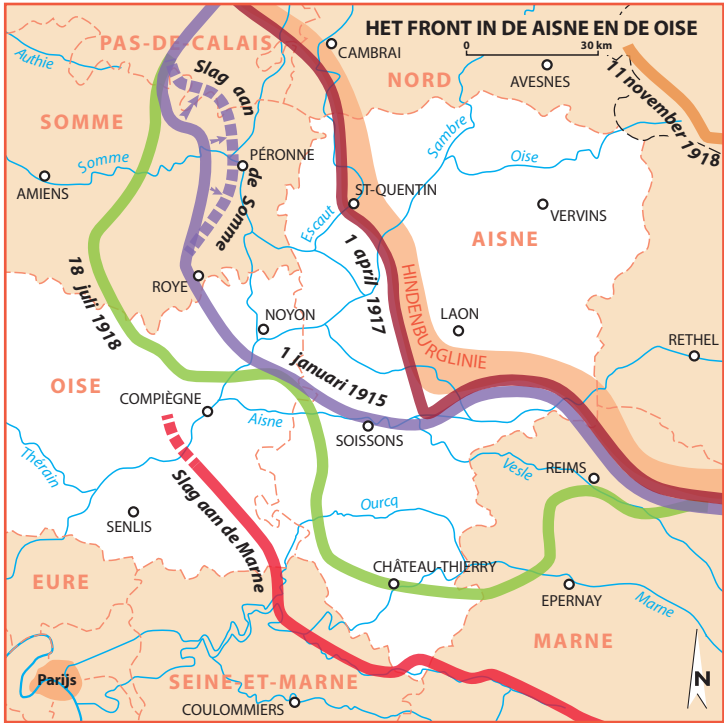 HET FRONT IN DE AISNE EN DE OISE
0 30 km
PAS-DE-CALAIS
CAMBRAI
Authie
NORD
AVESNES
11 november 1918
Slag aan
de Somme
SOMME
Somme
PÉRONNE
Sambre
Oise
AMIENS
ST-QUENTIN
VERVINS
Escaut
AISNE
18 juli 1918
ROYE
1 april 1917
HINDENBURGLINIE
NOYON
LAON
RETHEL
1 januari 1915
OISE
COMPIÈGNE
Aisne
SOISSONS
Thérain
Vesle
REIMS
Slag aan de Marne
SENLIS
Ourcq
CHÂTEAU-THIERRY
EURE
EPERNAY
Marne
MARNE
Parijs
SEINE-ET-MARNE
N
COULOMMIERS